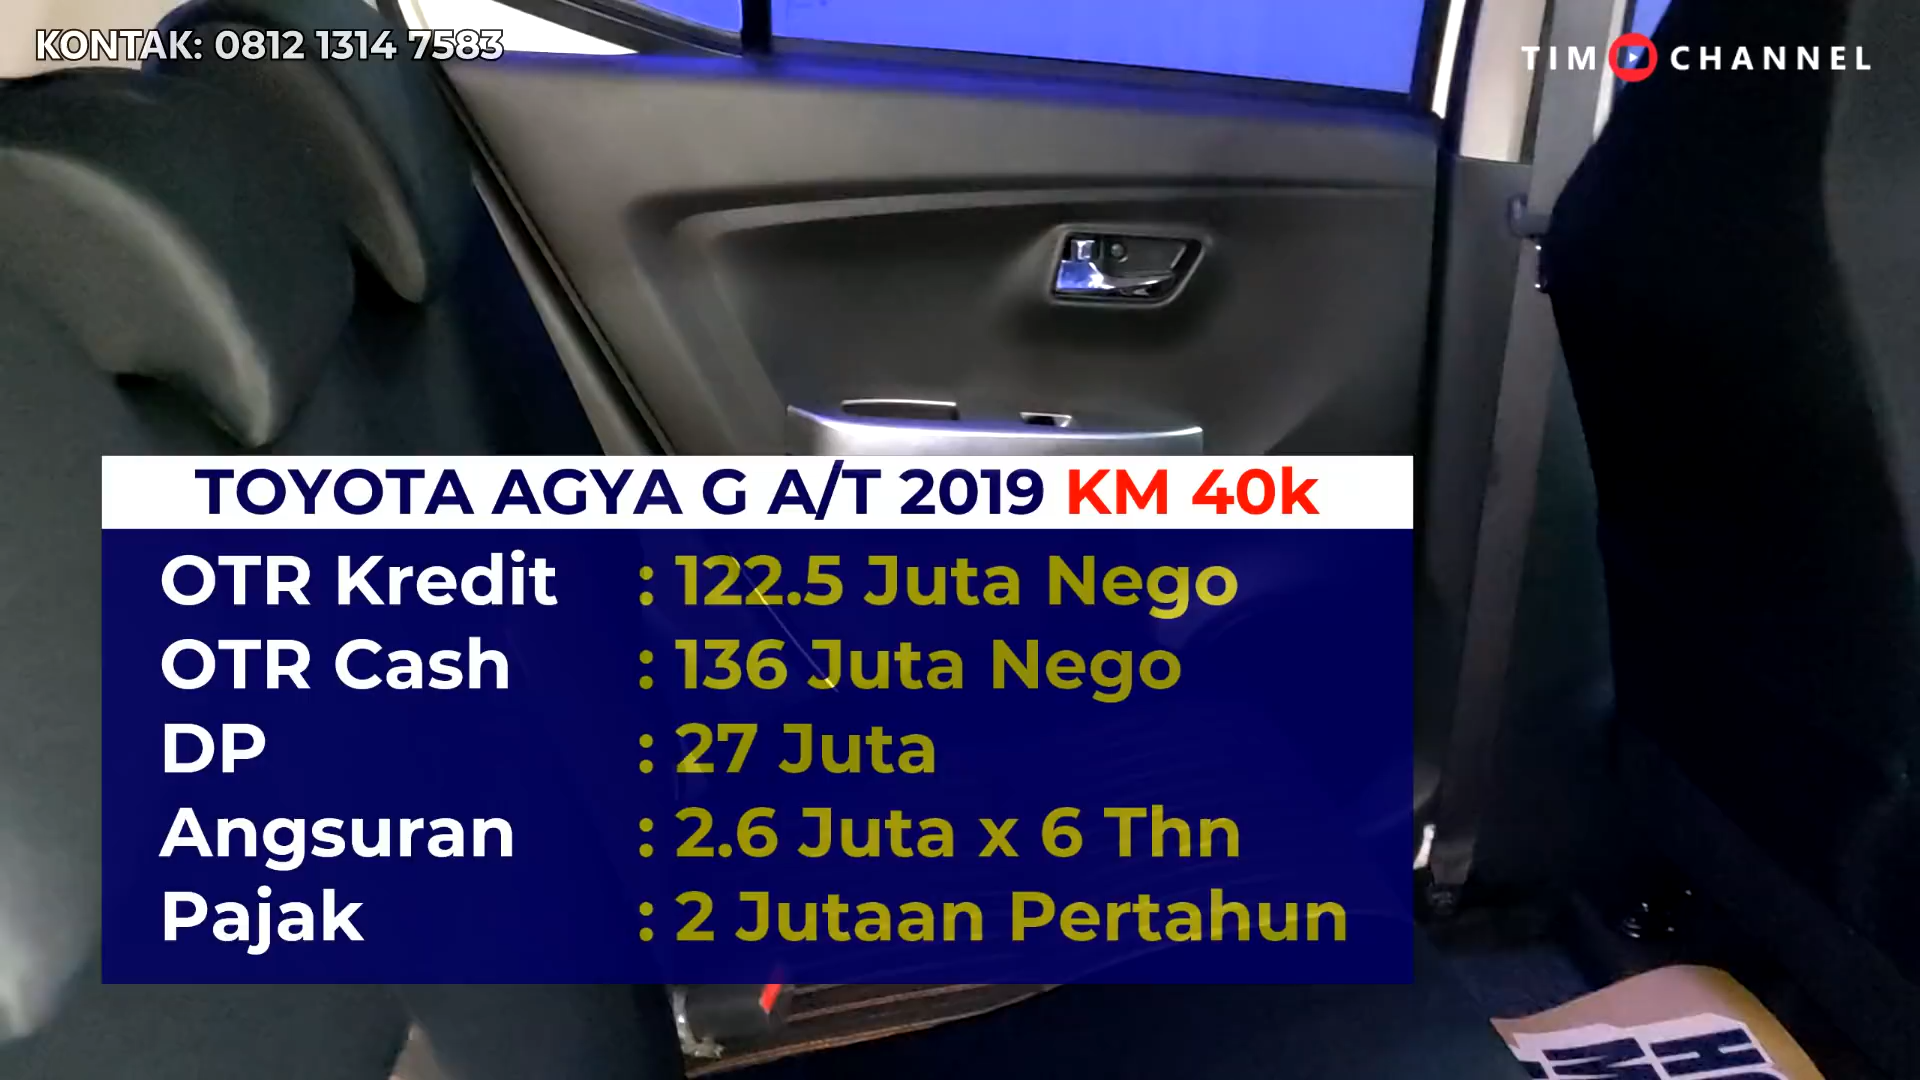 KONTAK: 0812 1314 7583
TIM CHANNEL
TOYOTA AGYA G A/T 2019 KM 40k
OTR Kredit : 122.5 Juta Nego
OTR Cash : 136 Juta Nego
DP : 27 Juta
Angsuran : 2.6 Juta x 6 Thn
Pajak : 2 Jutaan Pertahun